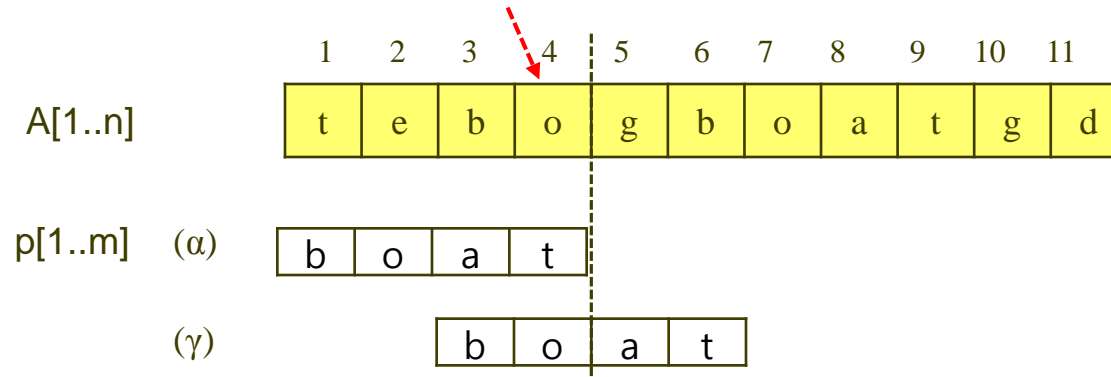 1 2 3 4 5 6 7 8 9 10 11
A[1..n] t e b o g b o a t g d
p[1..m] (α) b o a t
(γ) b o a t